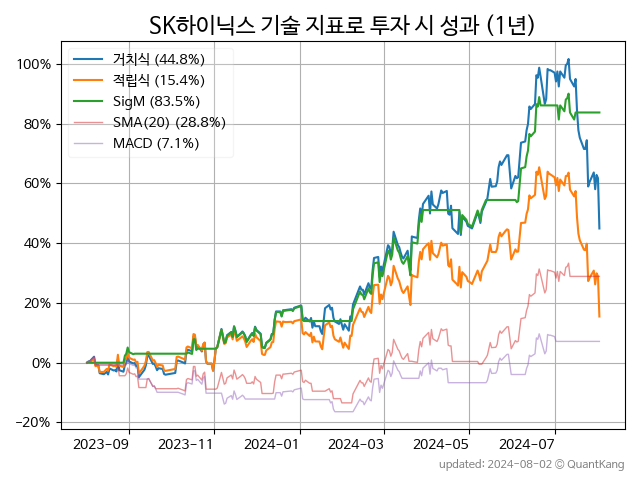 SK하이닉스 기술 지표로 투자 시 성과 (1년)
거치식 (44.8%)
적립식 (15.4%)
SigM (83.5%)
SMA(20) (28.8%)
MACD (7.1%)
100%
80%
60%
40%
20%
0%
−20%
2023-09 2023-11 2024-01 2024-03 2024-05 2024-07
updated: 2024-08-02 © QuantKang